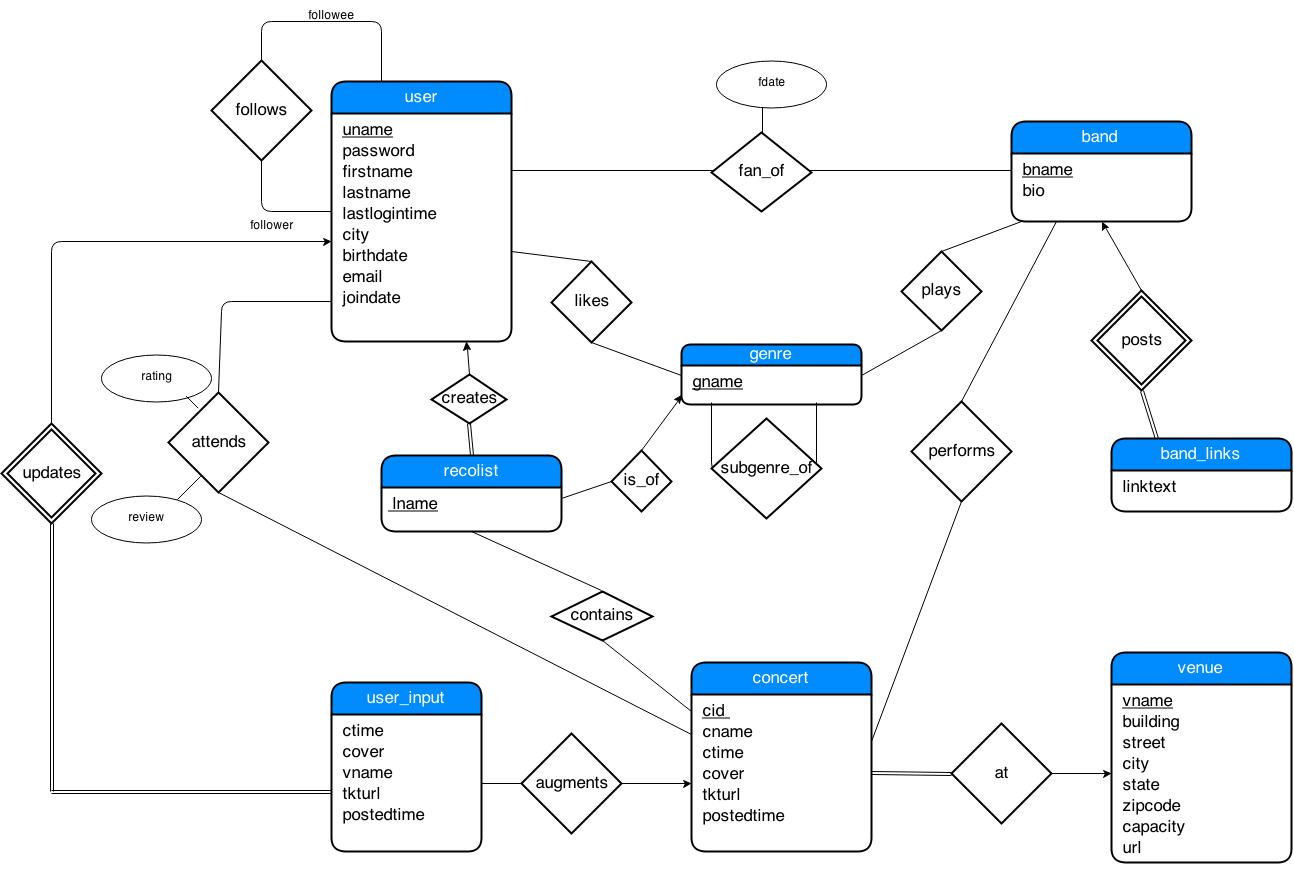 followee
follows
follower
user
uname
password
firstname
lastname
lastlogintime
city
birthdate
email
joindate
fdate
fan_of
band
bname
bio
likes
plays
genre
gname
subgenre_of
is_of
posts
band_links
linktext
performs
creates
recolist
lname
rating
attends
review
updates
contains
user_input
ctime
cover
vname
tkturl
postedtime
augments
concert
cid
cname
ctime
cover
tkturl
postedtime
at
venue
vname
building
street
city
state
zipcode
capacity
url